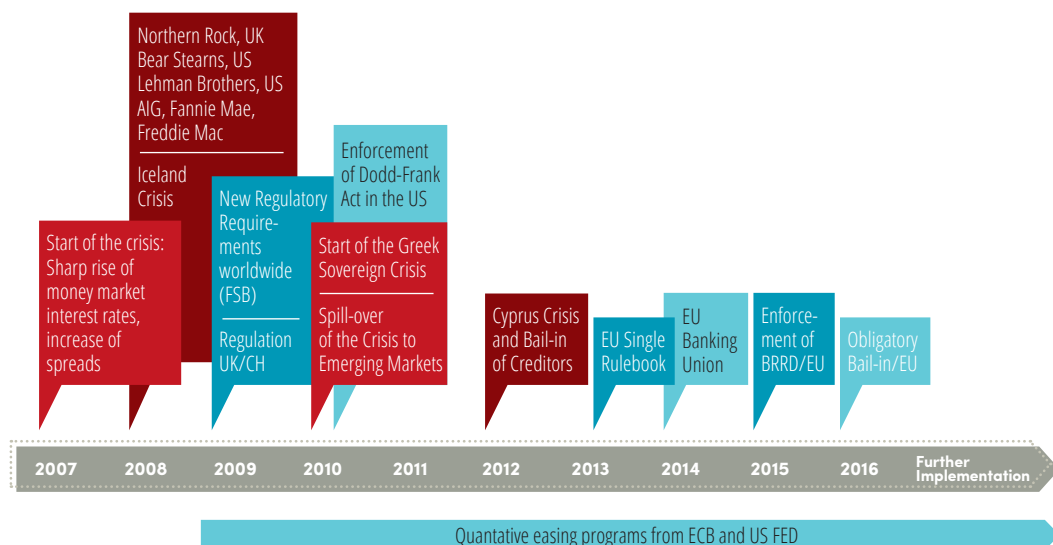 Northern Rock, UK
Bear Stearns, US
Lehman Brothers, US
AIG, Fannie Mae,
Freddie Mac
Iceland
Crisis
Enforcement
of Dodd-Frank
Act in the US
New Regulatory
Require-
ments
worldwide
(FSB)
Regulation
UK/CH
Start of the crisis:
Sharp rise of
money market
interest rates,
increase of
spreads
Start of the Greek
Sovereign Crisis
Spill-over
of the Crisis to
Emerging Markets
Cyprus Crisis
and Bail-in
of Creditors
EU Single
Rulebook
EU
Banking
Union
Enforce-
ment of
BRRD/EU
Obligatory
Bail-in/EU
2007
2008
2009
2010
2011
2012
2013
2014
2015
2016
Further
Implementation
Quantative easing programs from ECB and US FED